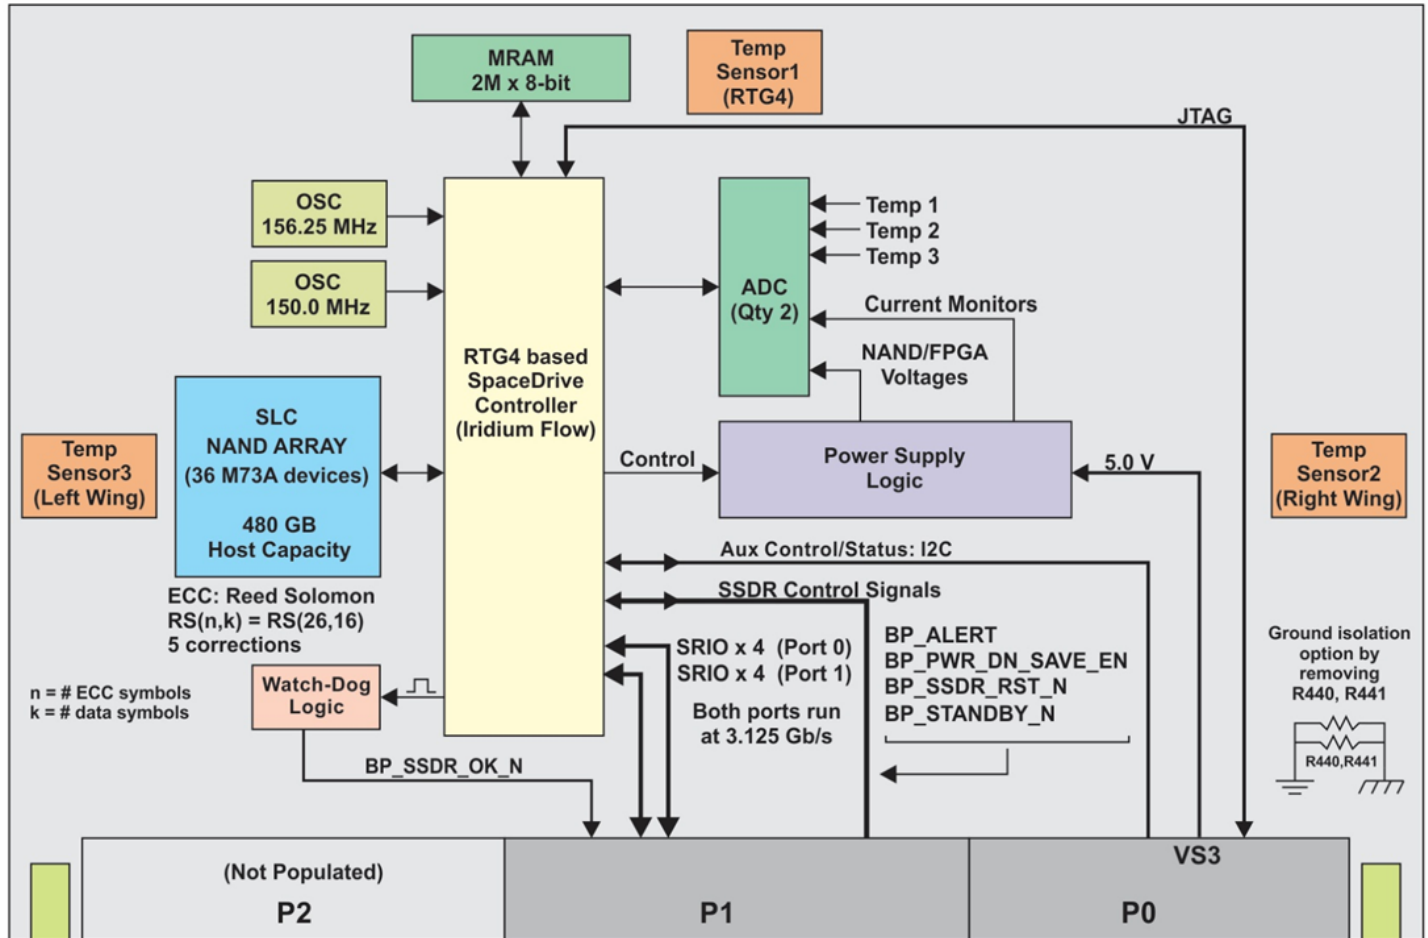 MRAM
2M x 8-bit
Temp
Sensor1
(RTG4)
JTAG
OSC
156.25 MHz
OSC
150.0 MHz
RTG4 based
SpaceDrive
Controller
(Iridium Flow)
ADC
(Qty 2)
Temp 1
Temp 2
Temp 3
Current Monitors
NAND/FPGA
Voltages
SLC
NAND ARRAY
(36 M73A devices)
480 GB
Host Capacity
Temp
Sensor3
(Left Wing)
Control
Power Supply
Logic
5.0 V
Temp
Sensor2
(Right Wing)
Aux Control/Status: I2C
SSDR Control Signals
ECC: Reed Solomon
RS(n,k) = RS(26,16)
5 corrections
n = # ECC symbols
k = # data symbols
Watch-Dog
Logic
SRIO x 4 (Port 0)
SRIO x 4 (Port 1)
Both ports run
at 3.125 Gb/s
BP_ALERT
BP_PWR_DN_SAVE_EN
BP_SSDR_RST_N
BP_STANDBY_N
Ground isolation
option by
removing
R440, R441
R440,R441
BP_SSDR_OK_N
(Not Populated)
P2
P1
VS3
P0